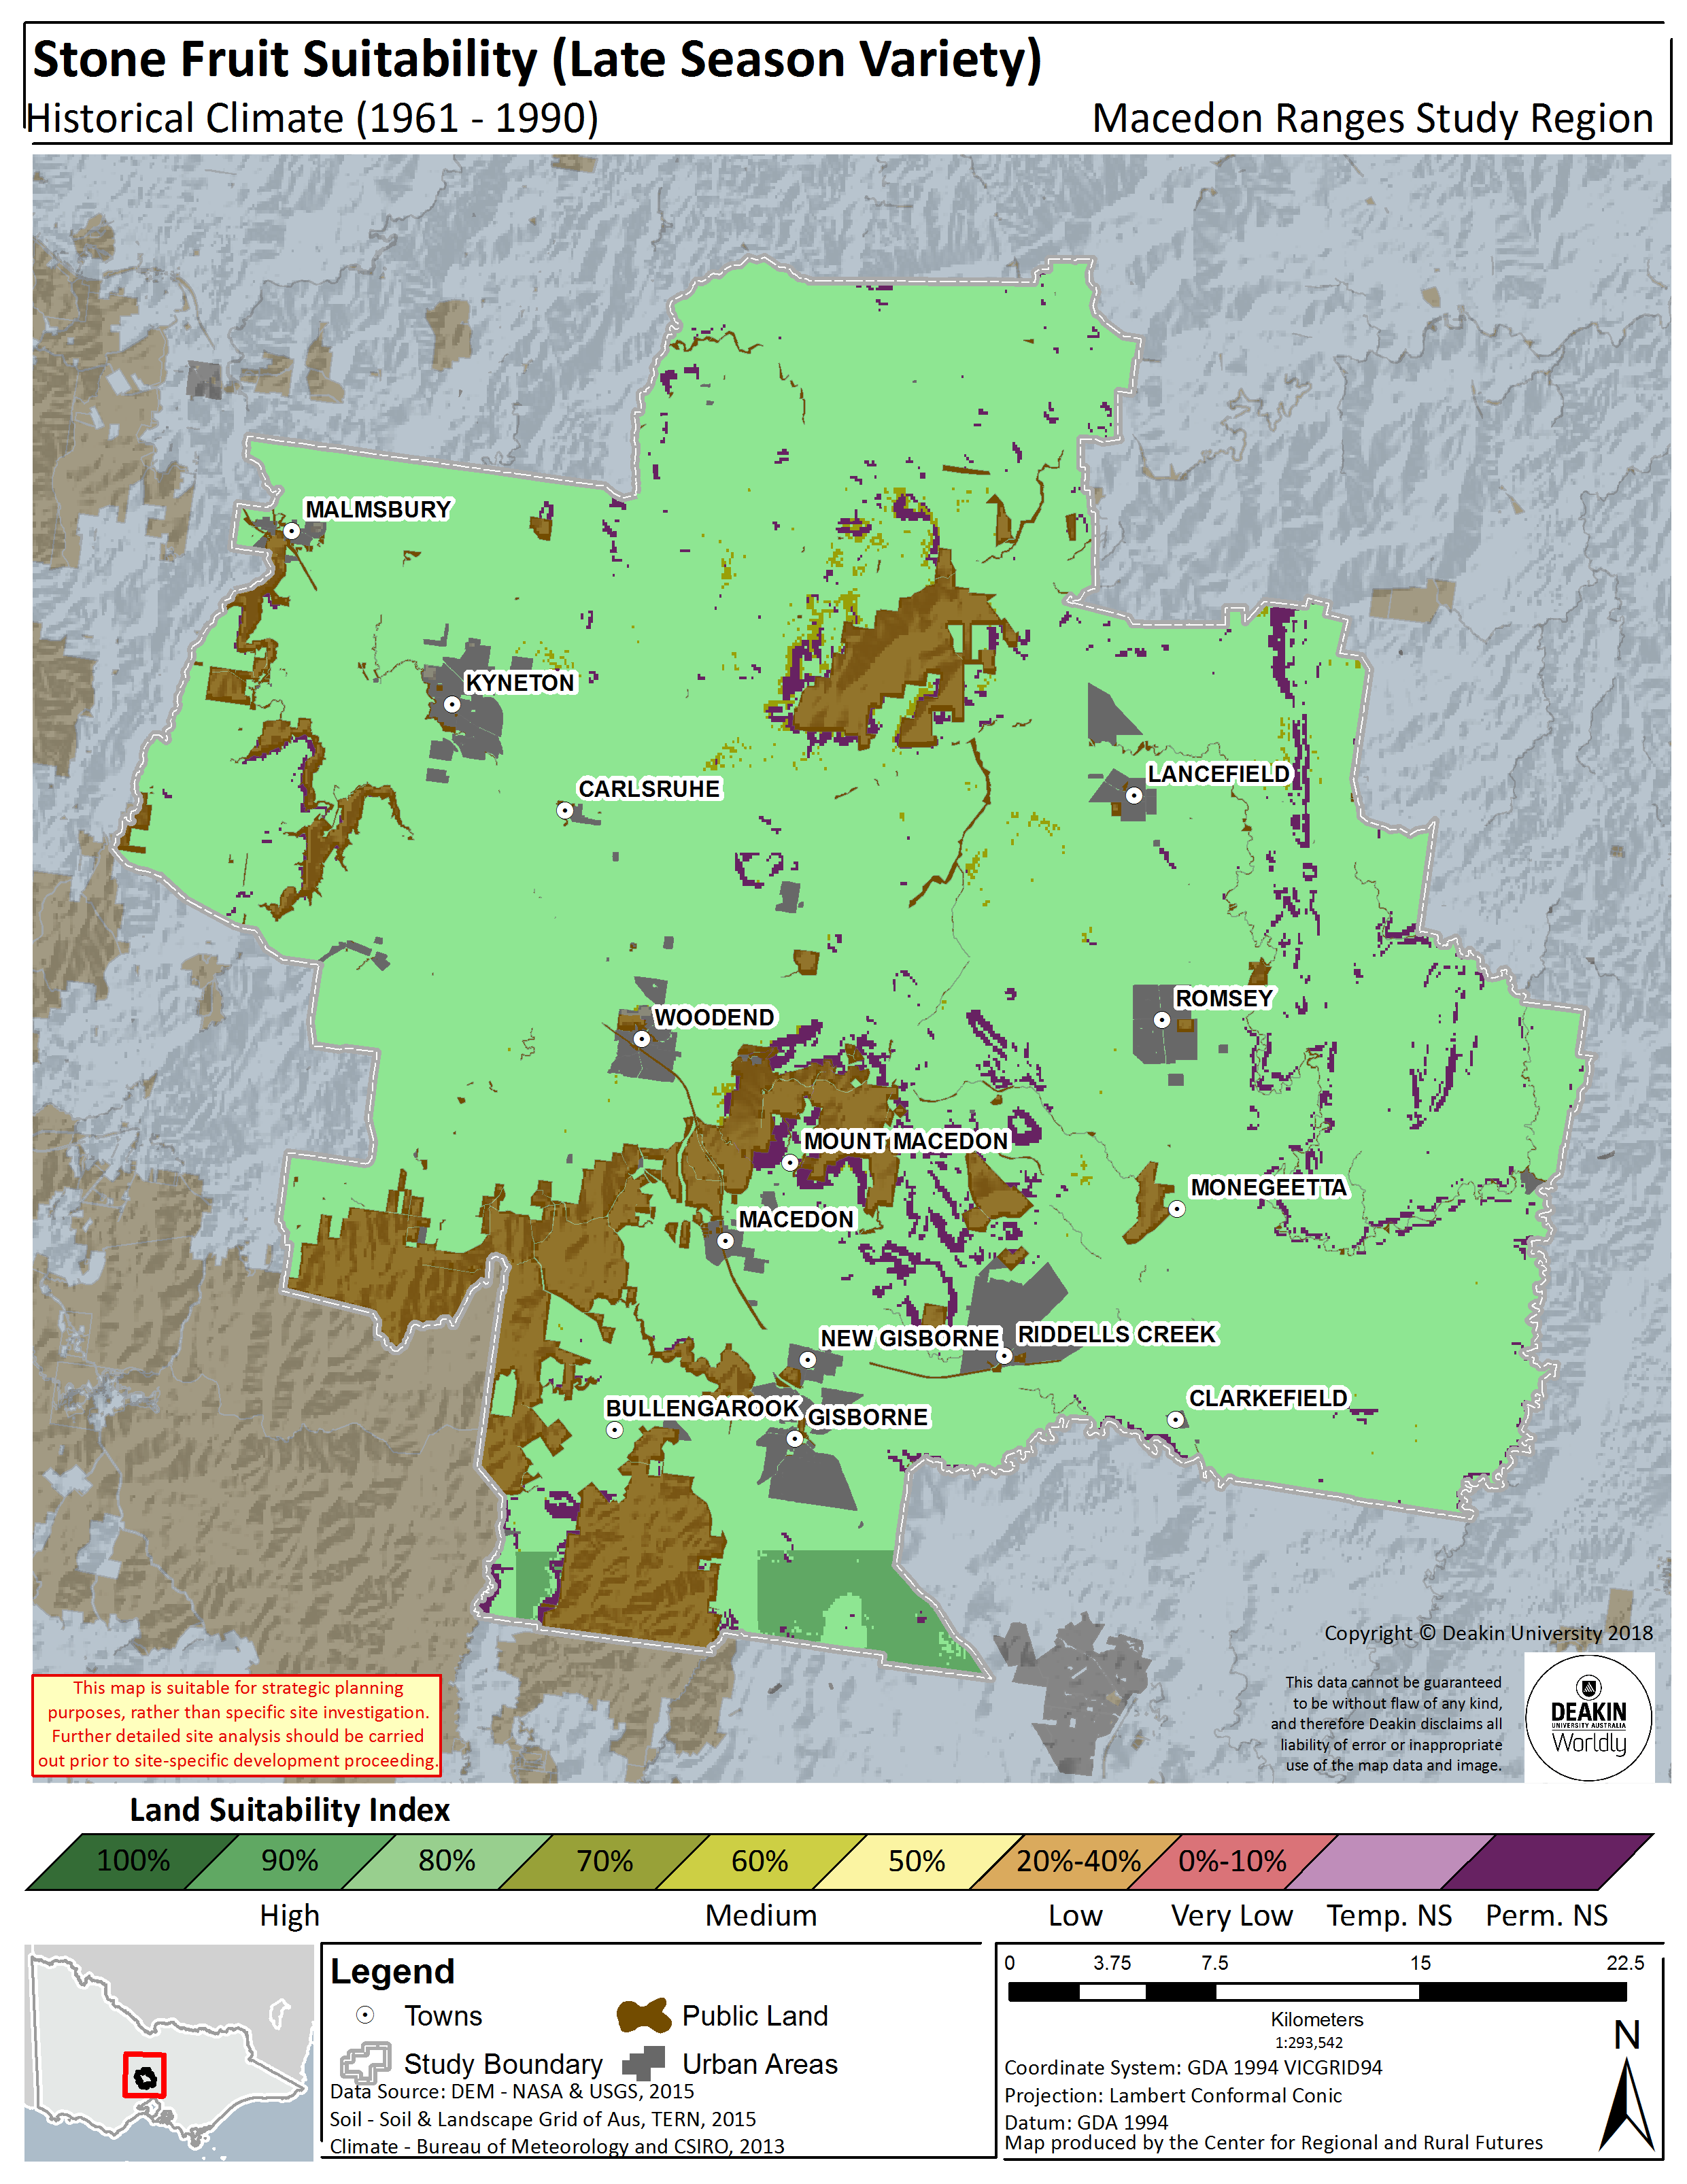 Stone Fruit Suitability (Late Season Variety)
Historical Climate (1961 - 1990)
Macedon Ranges Study Region
MALMSBURY
KYNETON
CARLSRUHE
LANCEFIELD
ROMSEY
WOODEND
MOUNT MACEDON
MONEGEETTA
MACEDON
NEW GISBORNE
RIDDELLS CREEK
CLARKEFIELD
BULLENGAROOK
GISBORNE
Copyright © Deakin University 2018
This data cannot be guaranteed
to be without flaw of any kind,
and therefore Deakin disclaims all
liability of error or inappropriate
use of the map data and image.
DEAKIN
UNIVERSITY AUSTRALIA
Worldly
This map is suitable for strategic planning
purposes, rather than specific site investigation.
Further detailed site analysis should be carried
out prior to site-specific development proceeding.
Land Suitability Index
100% 90% 80% 70% 60% 50% 20%-40% 0%-10%
High Medium Low Very Low Temp. NS Perm. NS
Legend
Towns
Public Land
Study Boundary
Urban Areas
Data Source: DEM - NASA & USGS, 2015
Soil - Soil & Landscape Grid of Aus, TERN, 2015
Climate - Bureau of Meteorology and CSIRO, 2013
0 3.75 7.5 15 22.5
Kilometers
1:293,542
N
Coordinate System: GDA 1994 VICGRID94
Projection: Lambert Conformal Conic
Datum: GDA 1994
Map produced by the Center for Regional and Rural Futures